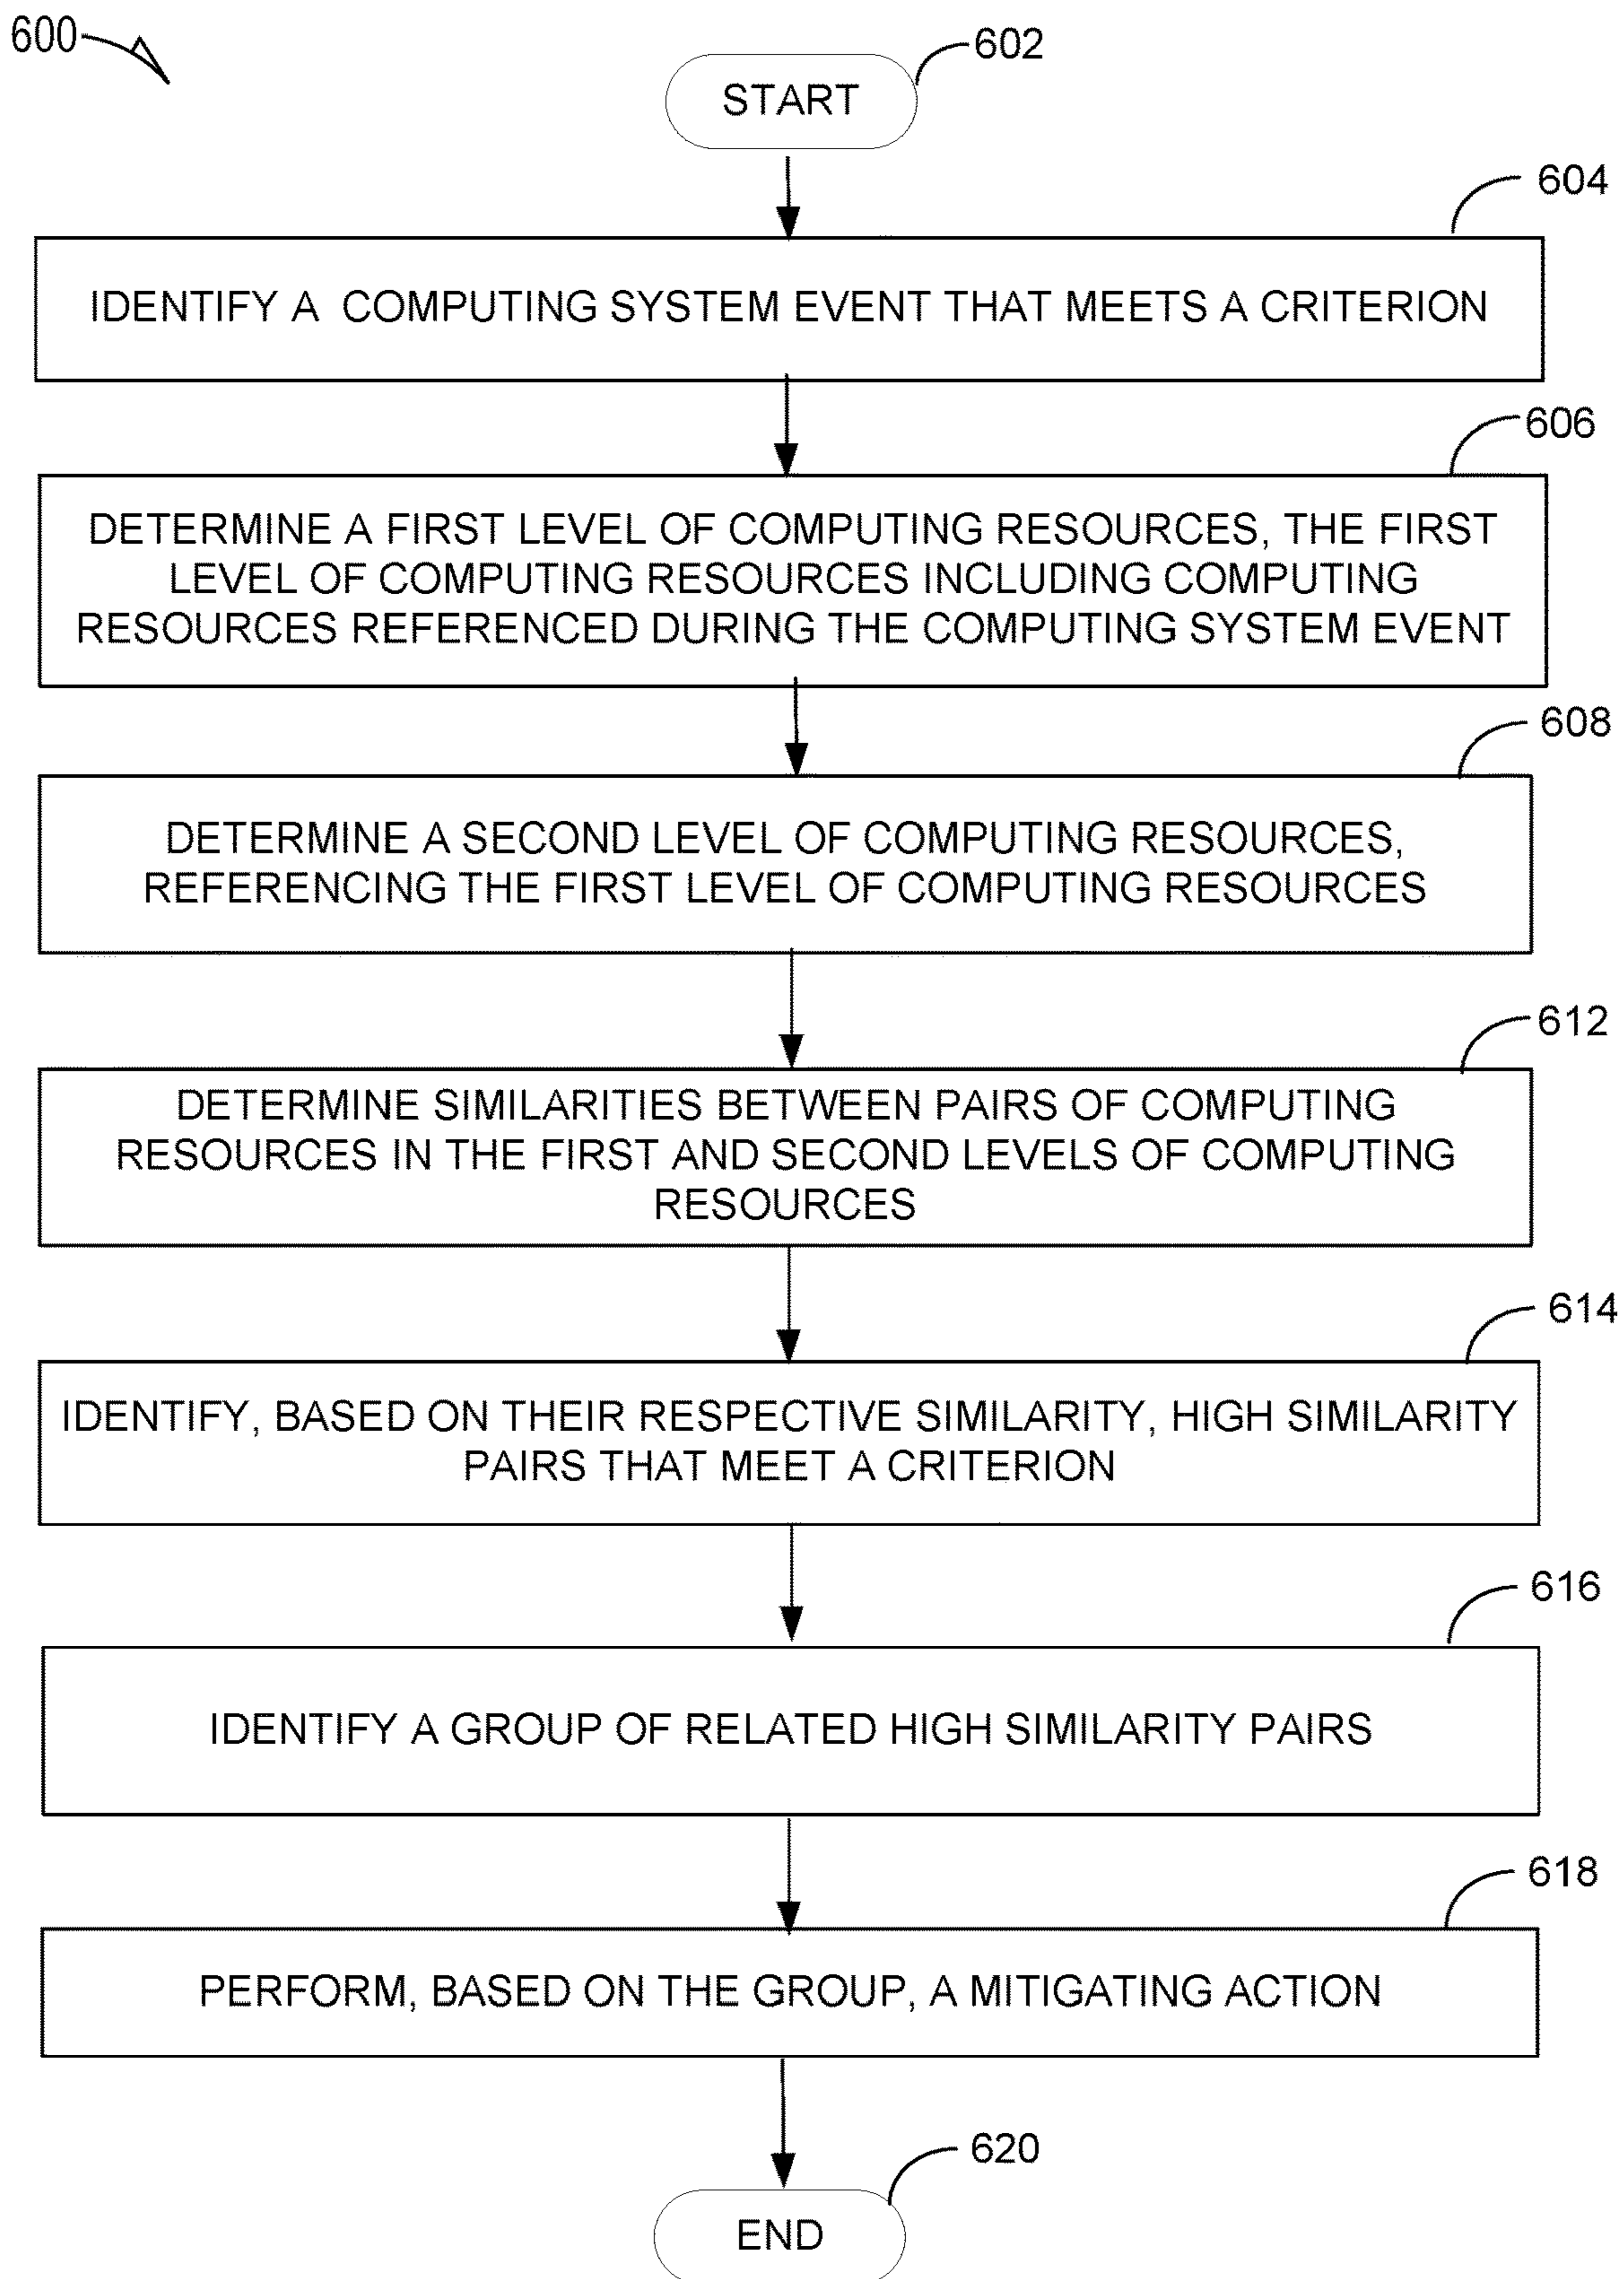 600
602
START
604
IDENTIFY A COMPUTING SYSTEM EVENT THAT MEETS A CRITERION
606
DETERMINE A FIRST LEVEL OF COMPUTING RESOURCES, THE FIRST
LEVEL OF COMPUTING RESOURCES INCLUDING COMPUTING
RESOURCES REFERENCED DURING THE COMPUTING SYSTEM EVENT
608
DETERMINE A SECOND LEVEL OF COMPUTING RESOURCES,
REFERENCING THE FIRST LEVEL OF COMPUTING RESOURCES
612
DETERMINE SIMILARITIES BETWEEN PAIRS OF COMPUTING
RESOURCES IN THE FIRST AND SECOND LEVELS OF COMPUTING
RESOURCES
614
IDENTIFY, BASED ON THEIR RESPECTIVE SIMILARITY, HIGH SIMILARITY
PAIRS THAT MEET A CRITERION
616
IDENTIFY A GROUP OF RELATED HIGH SIMILARITY PAIRS
618
PERFORM, BASED ON THE GROUP, A MITIGATING ACTION
620
END